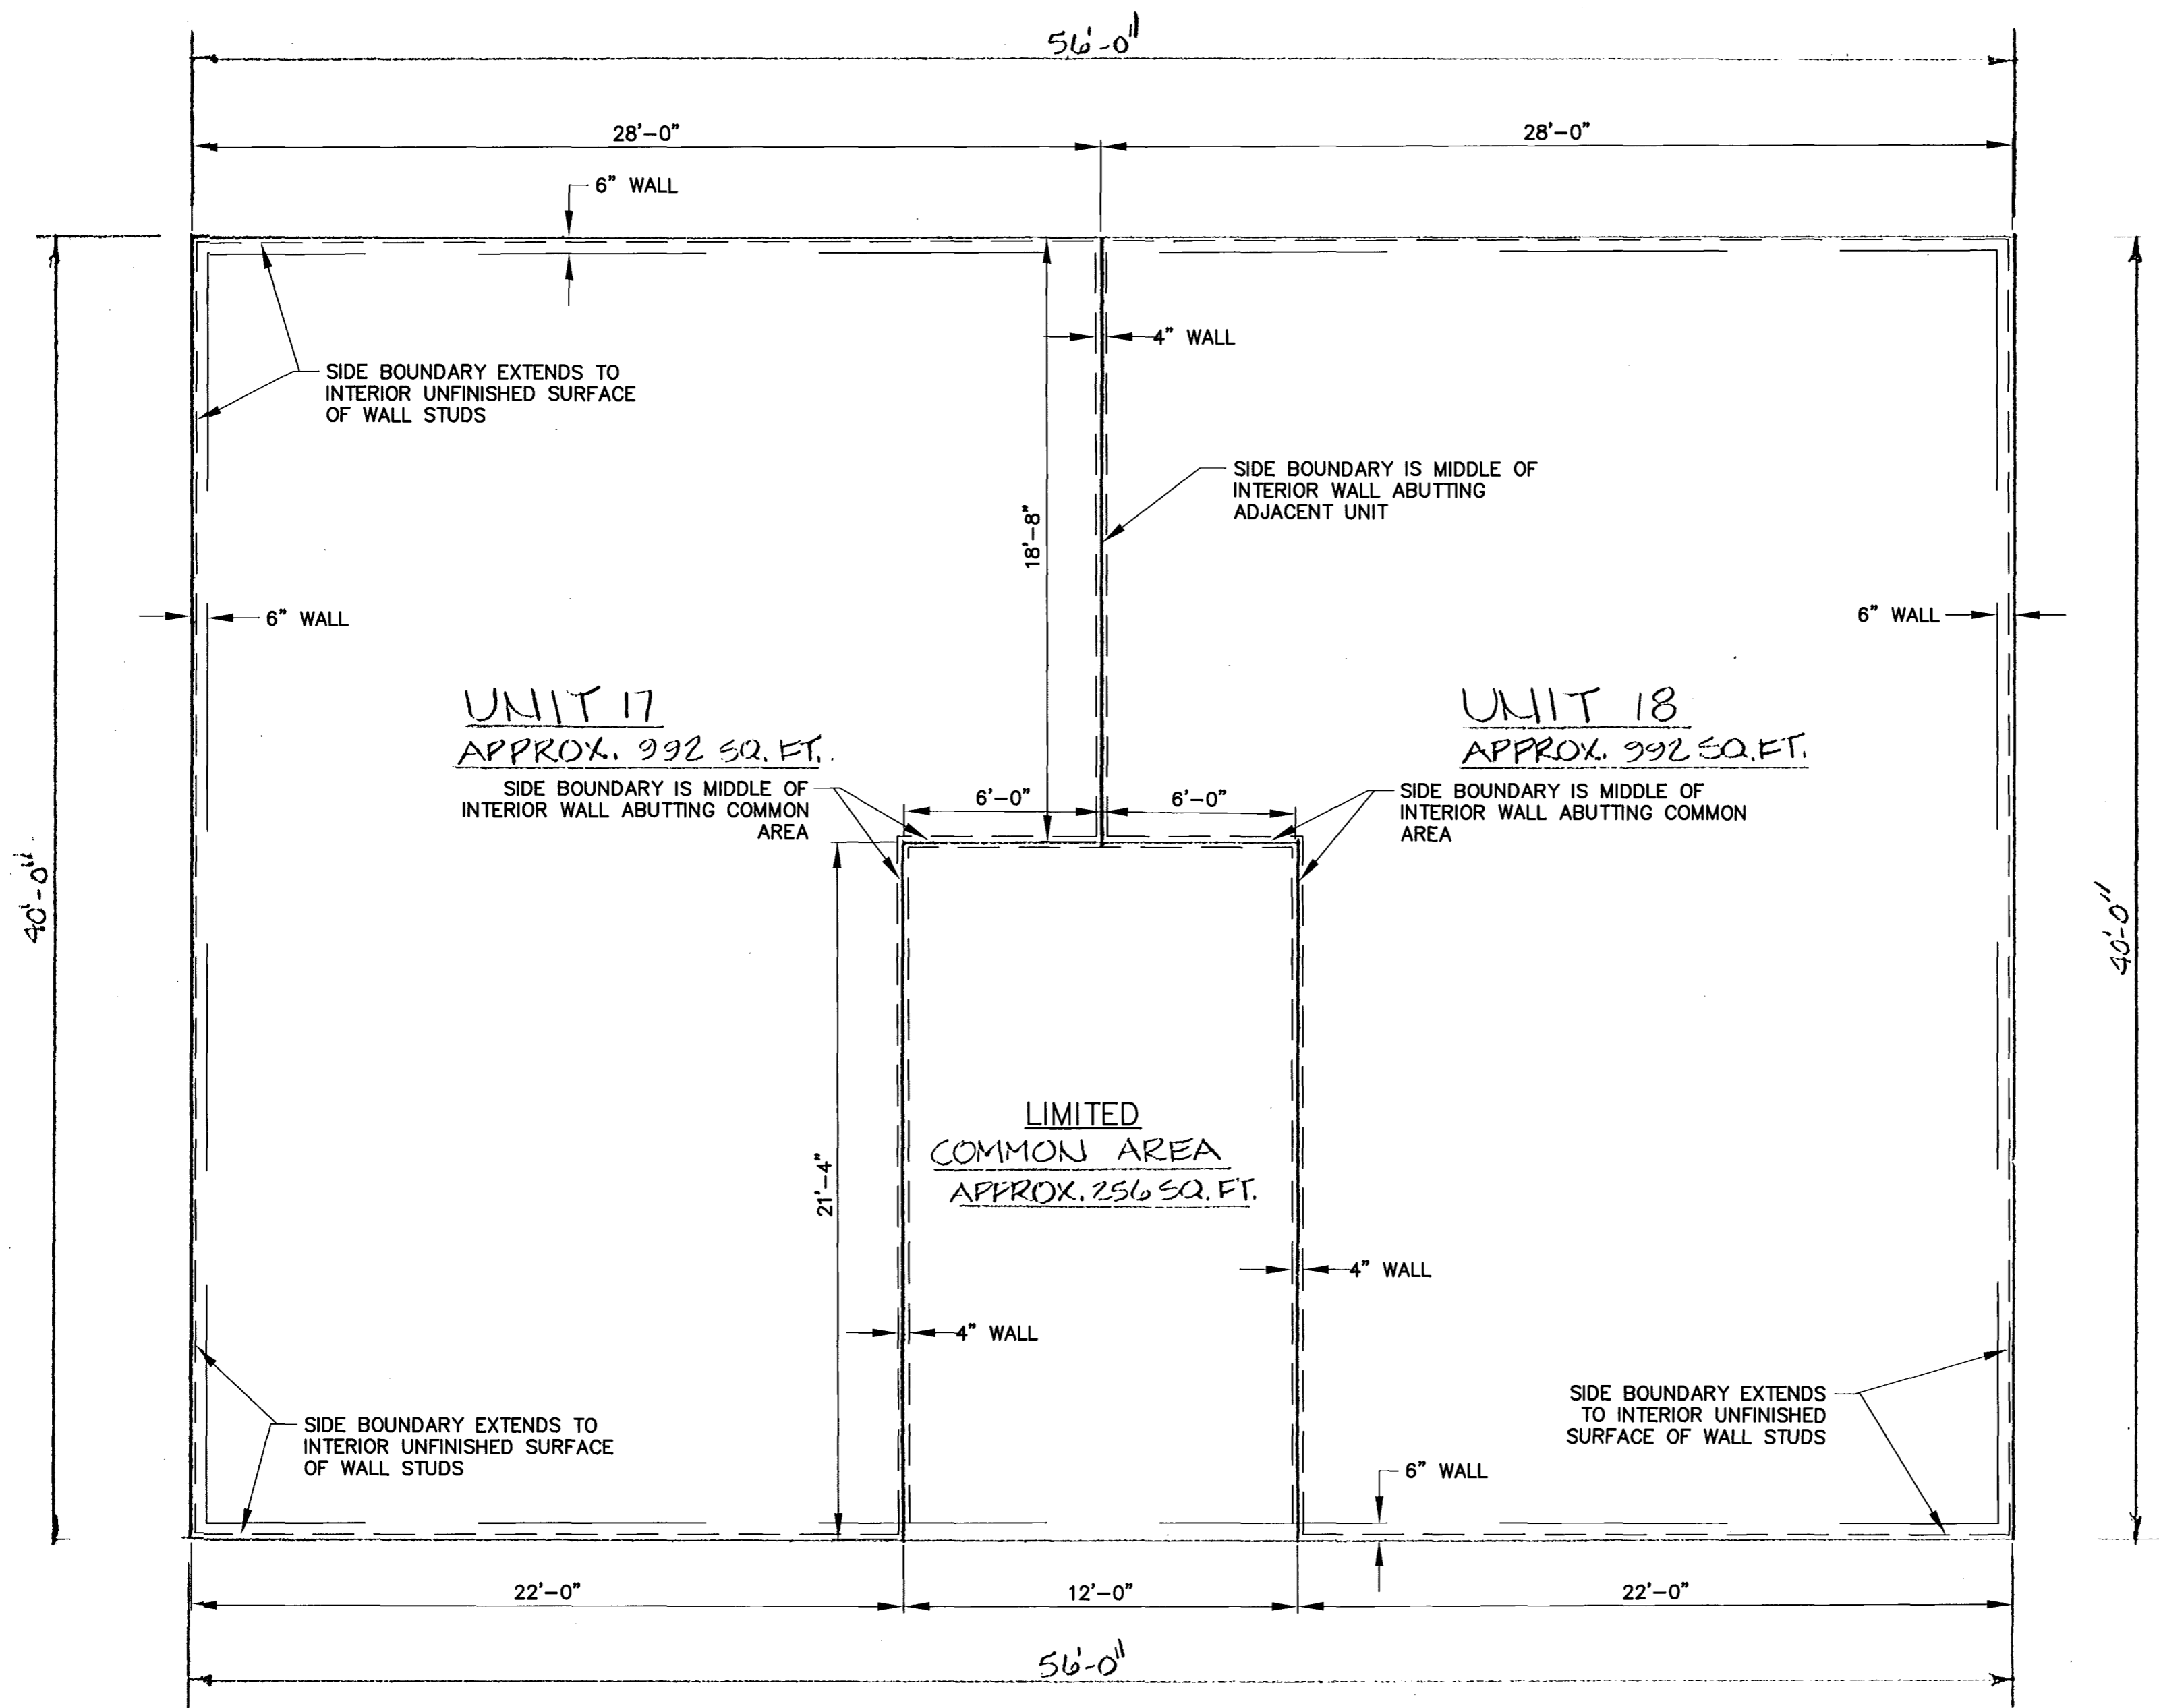 56'-0"
28'-0"
28'-0"
6" WALL
4" WALL
SIDE BOUNDARY EXTENDS TO
INTERIOR UNFINISHED SURFACE
OF WALL STUDS
SIDE BOUNDARY IS MIDDLE OF
INTERIOR WALL ABUTTING
ADJACENT UNIT
18'-8"
6" WALL
6" WALL
UNIT 17
APPROX. 992 SQ. FT.
SIDE BOUNDARY IS MIDDLE OF
INTERIOR WALL ABUTTING COMMON
AREA
UNIT 18
APPROX. 992 SQ. FT.
SIDE BOUNDARY IS MIDDLE OF
INTERIOR WALL ABUTTING COMMON
AREA
6'-0"
6'-0"
40'-0"
40'-0"
LIMITED
COMMON AREA
APPROX. 256 SQ. FT.
21'-4"
4" WALL
4" WALL
SIDE BOUNDARY EXTENDS TO
INTERIOR UNFINISHED SURFACE
OF WALL STUDS
SIDE BOUNDARY EXTENDS
TO INTERIOR UNFINISHED
SURFACE OF WALL STUDS
6" WALL
22'-0"
12'-0"
22'-0"
56'-0"